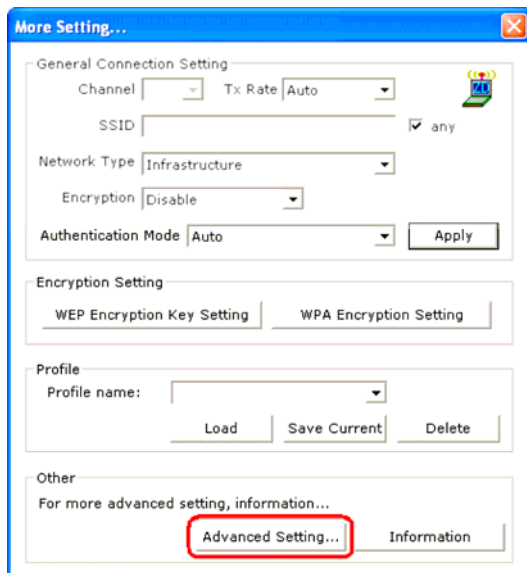 More Setting...
General Connection Setting
Channel Tx Rate Auto
SSID any
Network Type Infrastructure
Encryption Disable
Authentication Mode Auto Apply
Encryption Setting
WEP Encryption Key Setting WPA Encryption Setting
Profile
Profile name:
Load Save Current Delete
Other
For more advanced setting, information...
Advanced Setting... Information
ZD